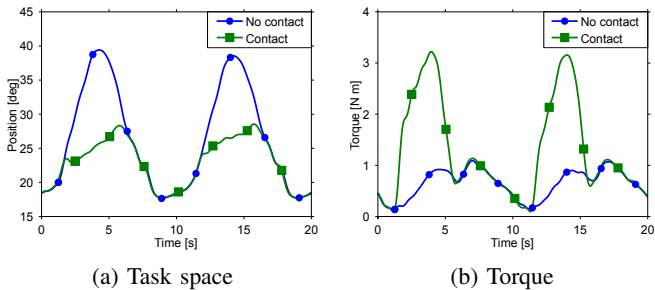 No contact
Contact
Position [deg]
45
40
35
30
25
20
15
0
5
10
15
20
Time [s]
(a) Task space
No contact
Contact
Torque [N m]
4
3
2
1
0
0
5
10
15
20
Time [s]
(b) Torque